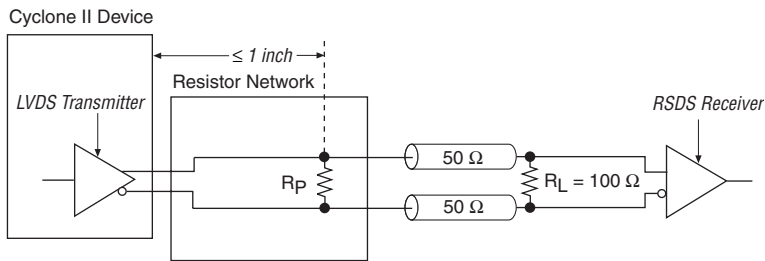 Cyclone II Device
≤ 1 inch
Resistor Network
LVDS Transmitter
RSDS Receiver
50 Ω
RP
RL = 100 Ω
50 Ω